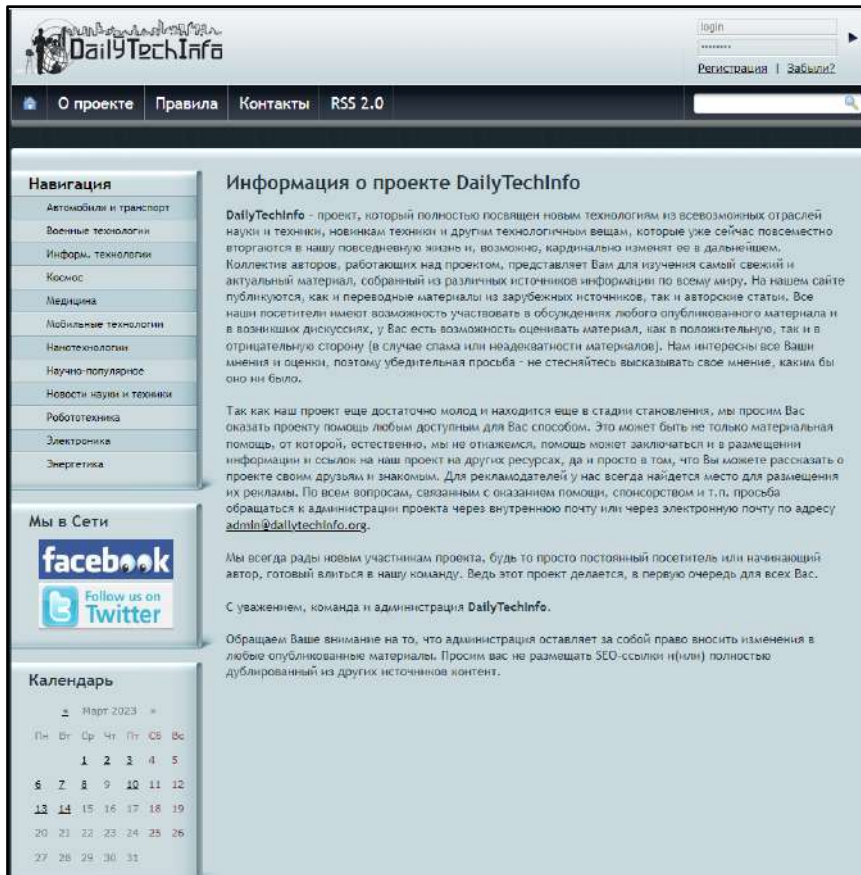 DailyTechInfo
login
••••••••
Регистрация | Забыли?
О проекте Правила Контакты RSS 2.0
Навигация
Автомобили и транспорт
Военные технологии
Информ. технологии
Космос
Медицина
Мобильные технологии
Нанотехнологии
Научно-популярное
Новости науки и техники
Робототехника
Электроника
Энергетика
Мы в Сети
facebook
Follow us on
Twitter
Календарь
« Март 2023 »
Пн Вт Ср Чт Пт Сб Вс
1 2 3 4 5
6 7 8 9 10 11 12
13 14 15 16 17 18 19
20 21 22 23 24 25 26
27 28 29 30 31
Информация о проекте DailyTechInfo
DailyTechInfo - проект, который полностью посвящен новым технологиям из всевозможных отраслей
науки и техники, новинкам техники и другим технологичным вещам, которые уже сейчас повсеместно
вторгаются в нашу повседневную жизнь и, возможно, кардинально изменят ее в дальнейшем.
Коллектив авторов, работающих над проектом, представляет Вам для изучения самый свежий и
актуальный материал, собранный из различных источников информации по всему миру. На нашем сайте
публикуются, как и переводные материалы из зарубежных источников, так и авторские статьи. Все
наши посетители имеют возможность участвовать в обсуждениях любого опубликованного материала и
в возникших дискуссиях, у Вас есть возможность оценивать материал, как в положительную, так и в
отрицательную сторону (в случае спама или неадекватности материалов). Нам интересны все Ваши
мнения и оценки, поэтому убедительная просьба - не стесняйтесь высказывать свое мнение, каким бы
оно ни было.
Так как наш проект еще достаточно молод и находится еще в стадии становления, мы просим Вас
оказать проекту помощь любым доступным для Вас способом. Это может быть не только материальная
помощь, от которой, естественно, мы не откажемся, помощь может заключаться и в размещении
информации и ссылок на наш проект на других ресурсах, да и просто в том, что Вы можете рассказать о
проекте своим друзьям и знакомым. Для рекламодателей у нас всегда найдется место для размещения
их рекламы. По всем вопросам, связанным с оказанием помощи, спонсорством и т.п. просьба
обращаться к администрации проекта через внутреннюю почту или через электронную почту по адресу
admin@dailytechinfo.org.
Мы всегда рады новым участникам проекта, будь то просто постоянный посетитель или начинающий
автор, готовый влиться в нашу команду. Ведь этот проект делается, в первую очередь для всех Вас.
С уважением, команда и администрация DailyTechInfo.
Обращаем Ваше внимание на то, что администрация оставляет за собой право вносить изменения в
любые опубликованные материалы. Просим вас не размещать SEO-ссылки и(или) полностью
дублированный из других источников контент.